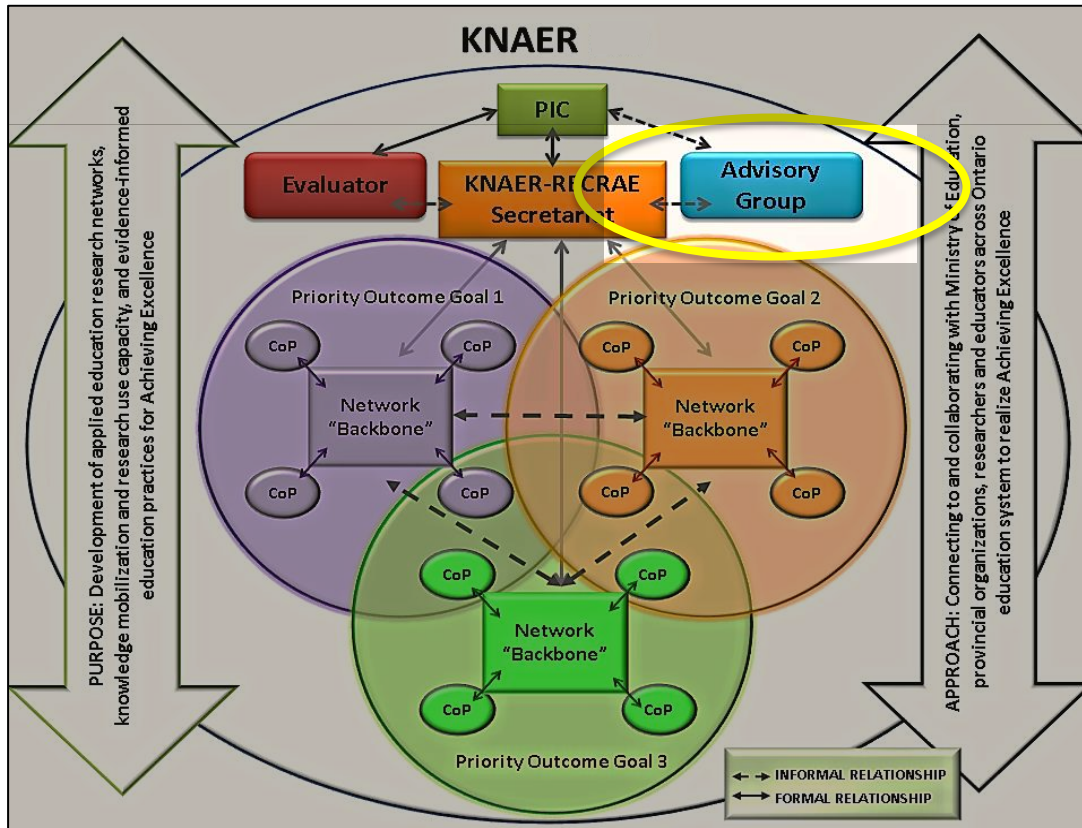 KNAER
PIC
Evaluator
KNAER-RECRAE
Secretariat
Advisory
Group
PURPOSE: Development of applied education research networks,
knowledge mobilization and research use capacity, and evidence-informed
education practices for Achieving Excellence
APPROACH: Connecting to and collaborating with Ministry of Education,
provincial organizations, researchers and educators across Ontario
education system to realize Achieving Excellence
Priority Outcome Goal 1
CoP
CoP
Network
"Backbone"
CoP
CoP
Priority Outcome Goal 2
CoP
CoP
Network
"Backbone"
CoP
CoP
CoP
CoP
Network
"Backbone"
CoP
CoP
Priority Outcome Goal 3
INFORMAL RELATIONSHIP
FORMAL RELATIONSHIP